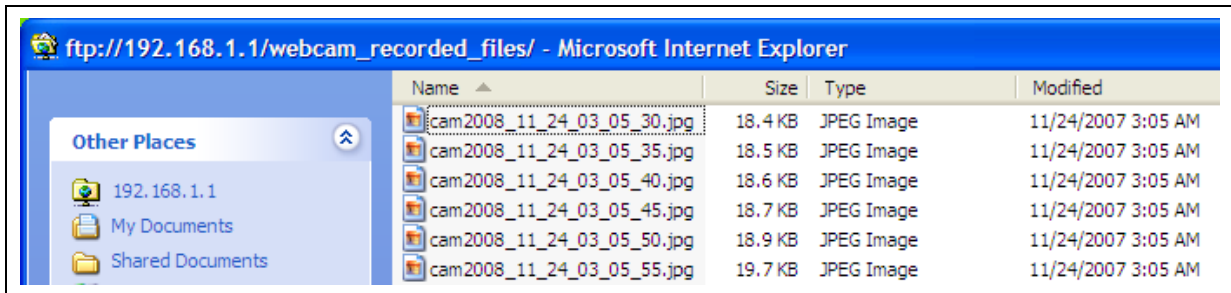 ftp://192.168.1.1/webcam_recorded_files/ - Microsoft Internet Explorer
Name Size Type Modified
Other Places
192.168.1.1
My Documents
Shared Documents
cam2008_11_24_03_05_30.jpg 18.4 KB JPEG Image 11/24/2007 3:05 AM
cam2008_11_24_03_05_35.jpg 18.5 KB JPEG Image 11/24/2007 3:05 AM
cam2008_11_24_03_05_40.jpg 18.6 KB JPEG Image 11/24/2007 3:05 AM
cam2008_11_24_03_05_45.jpg 18.7 KB JPEG Image 11/24/2007 3:05 AM
cam2008_11_24_03_05_50.jpg 18.9 KB JPEG Image 11/24/2007 3:05 AM
cam2008_11_24_03_05_55.jpg 19.7 KB JPEG Image 11/24/2007 3:05 AM